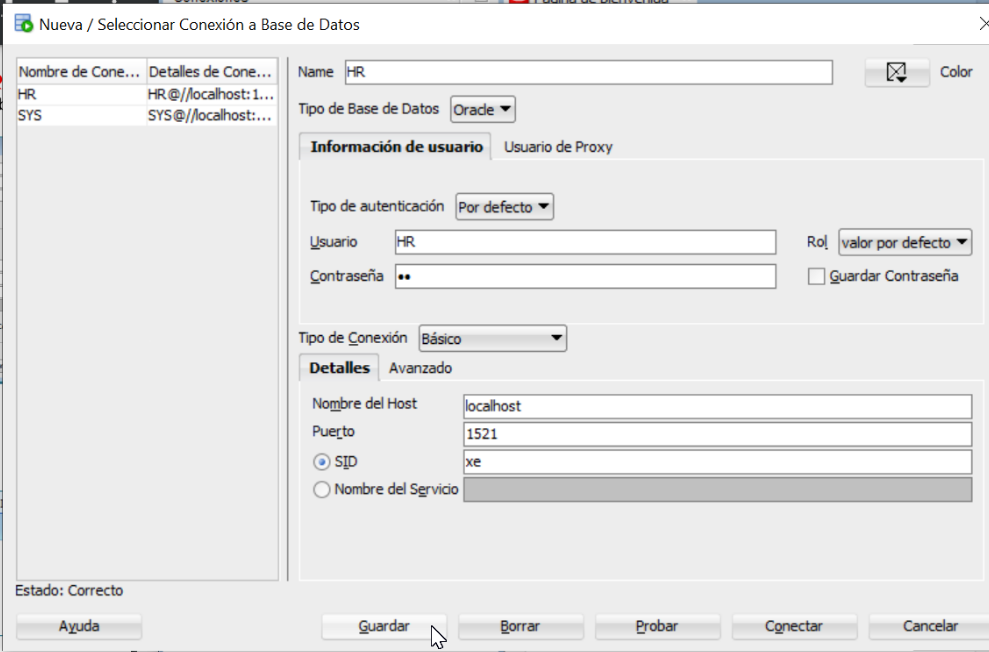 Nueva / Seleccionar Conexión a Base de Datos
Nombre de Cone... Detalles de Cone...
HR HR@//localhost:1...
SYS SYS@//localhost:...
Name HR Color
Tipo de Base de Datos Oracle
Información de usuario Usuario de Proxy
Tipo de autenticación Por defecto
Usuario HR Rol valor por defecto
Contraseña •• Guardar Contraseña
Tipo de Conexión Básico
Detalles Avanzado
Nombre del Host localhost
Puerto 1521
SID xe
Nombre del Servicio
Estado: Correcto
Ayuda Guardar Borrar Probar Conectar Cancelar